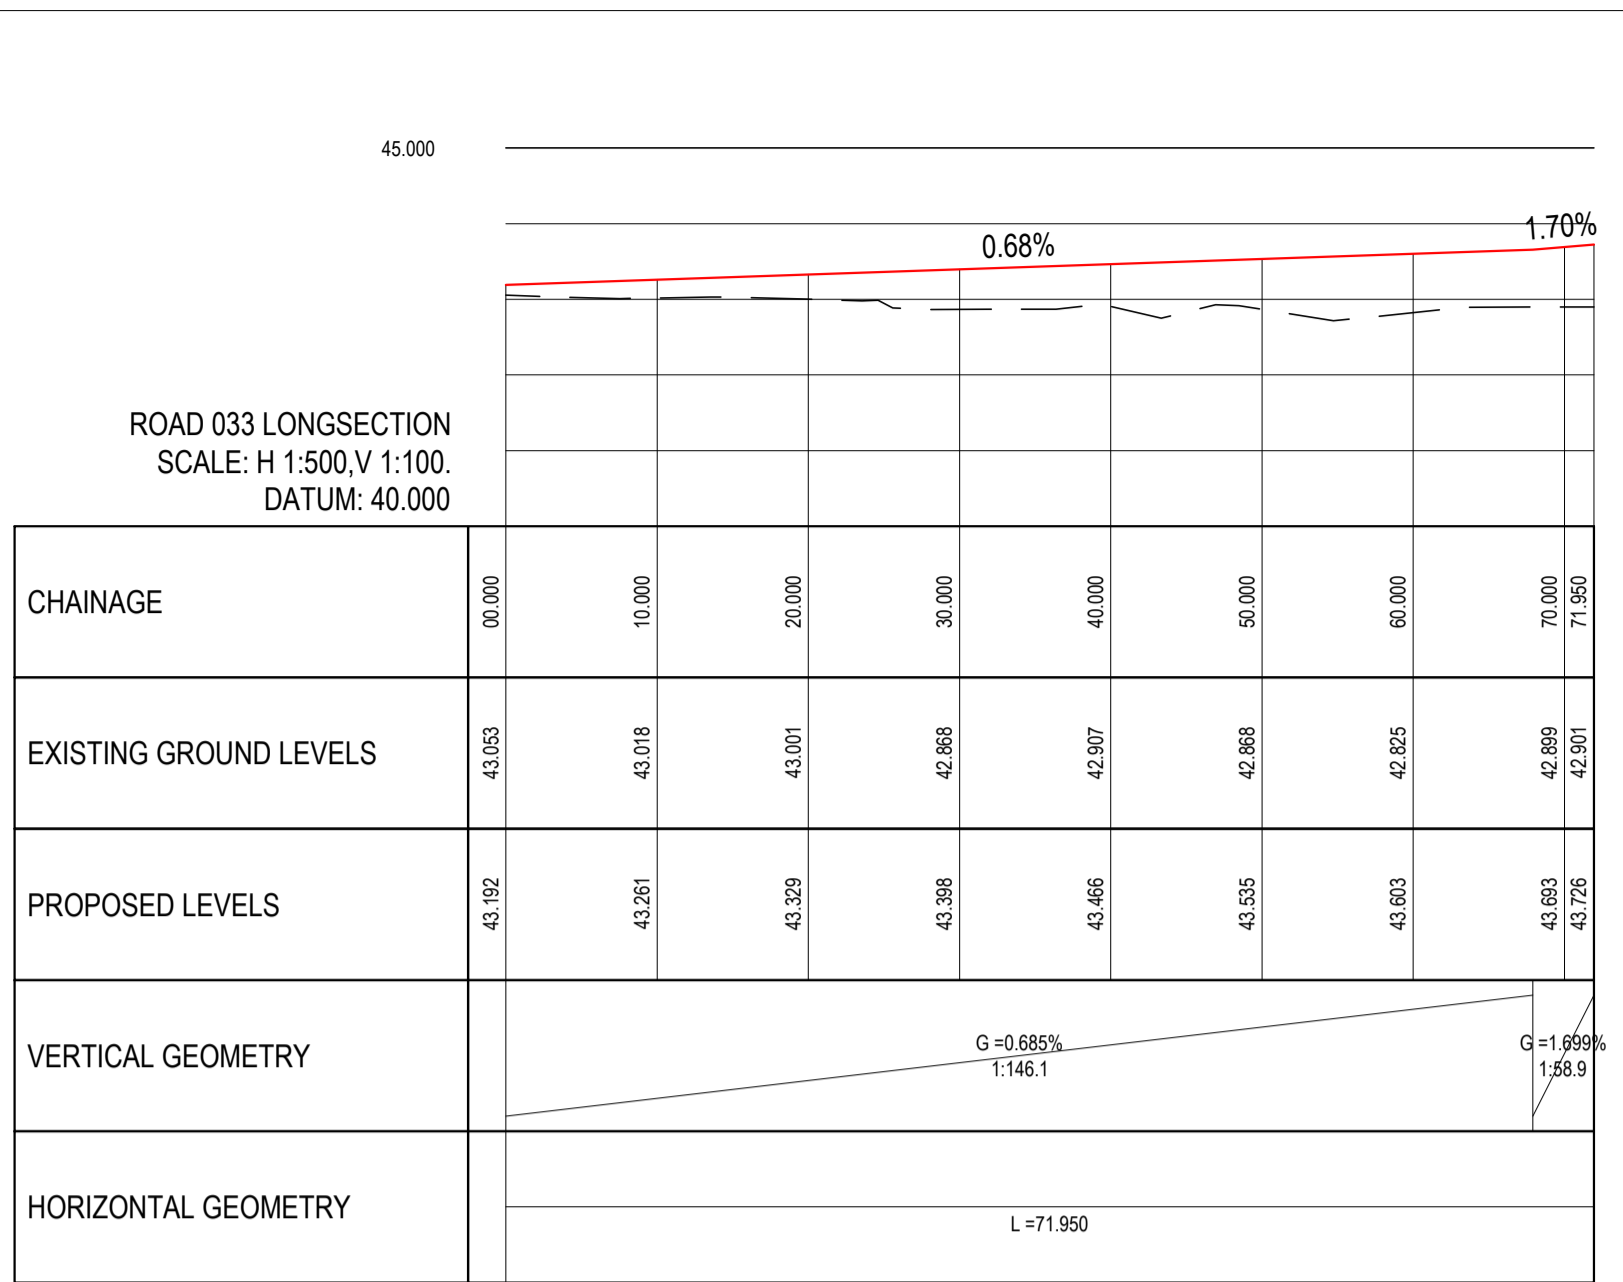 45.000
0.68%
1.70%
ROAD 033 LONGSECTION
SCALE: H 1:500,V 1:100.
DATUM: 40.000
CHAINAGE
00.000
10.000
20.000
30.000
40.000
50.000
60.000
70.000
71.950
EXISTING GROUND LEVELS
43.053
43.018
43.001
42.868
42.907
42.868
42.825
42.899
42.901
PROPOSED LEVELS
43.192
43.261
43.329
43.398
43.466
43.535
43.603
43.693
43.726
VERTICAL GEOMETRY
G =0.685%
1:146.1
G =1.699%
1:58.9
HORIZONTAL GEOMETRY
L =71.950